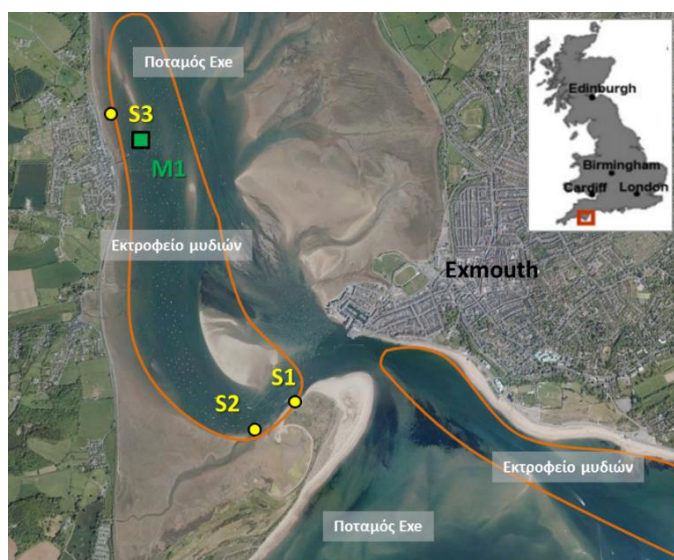 Ποταμός Exe
S3
M1
Εκτροφείο μυδιών
Exmouth
S1
S2
Εκτροφείο μυδιών
Ποταμός Exe
Edinburgh
Birmingham
Cardiff
London